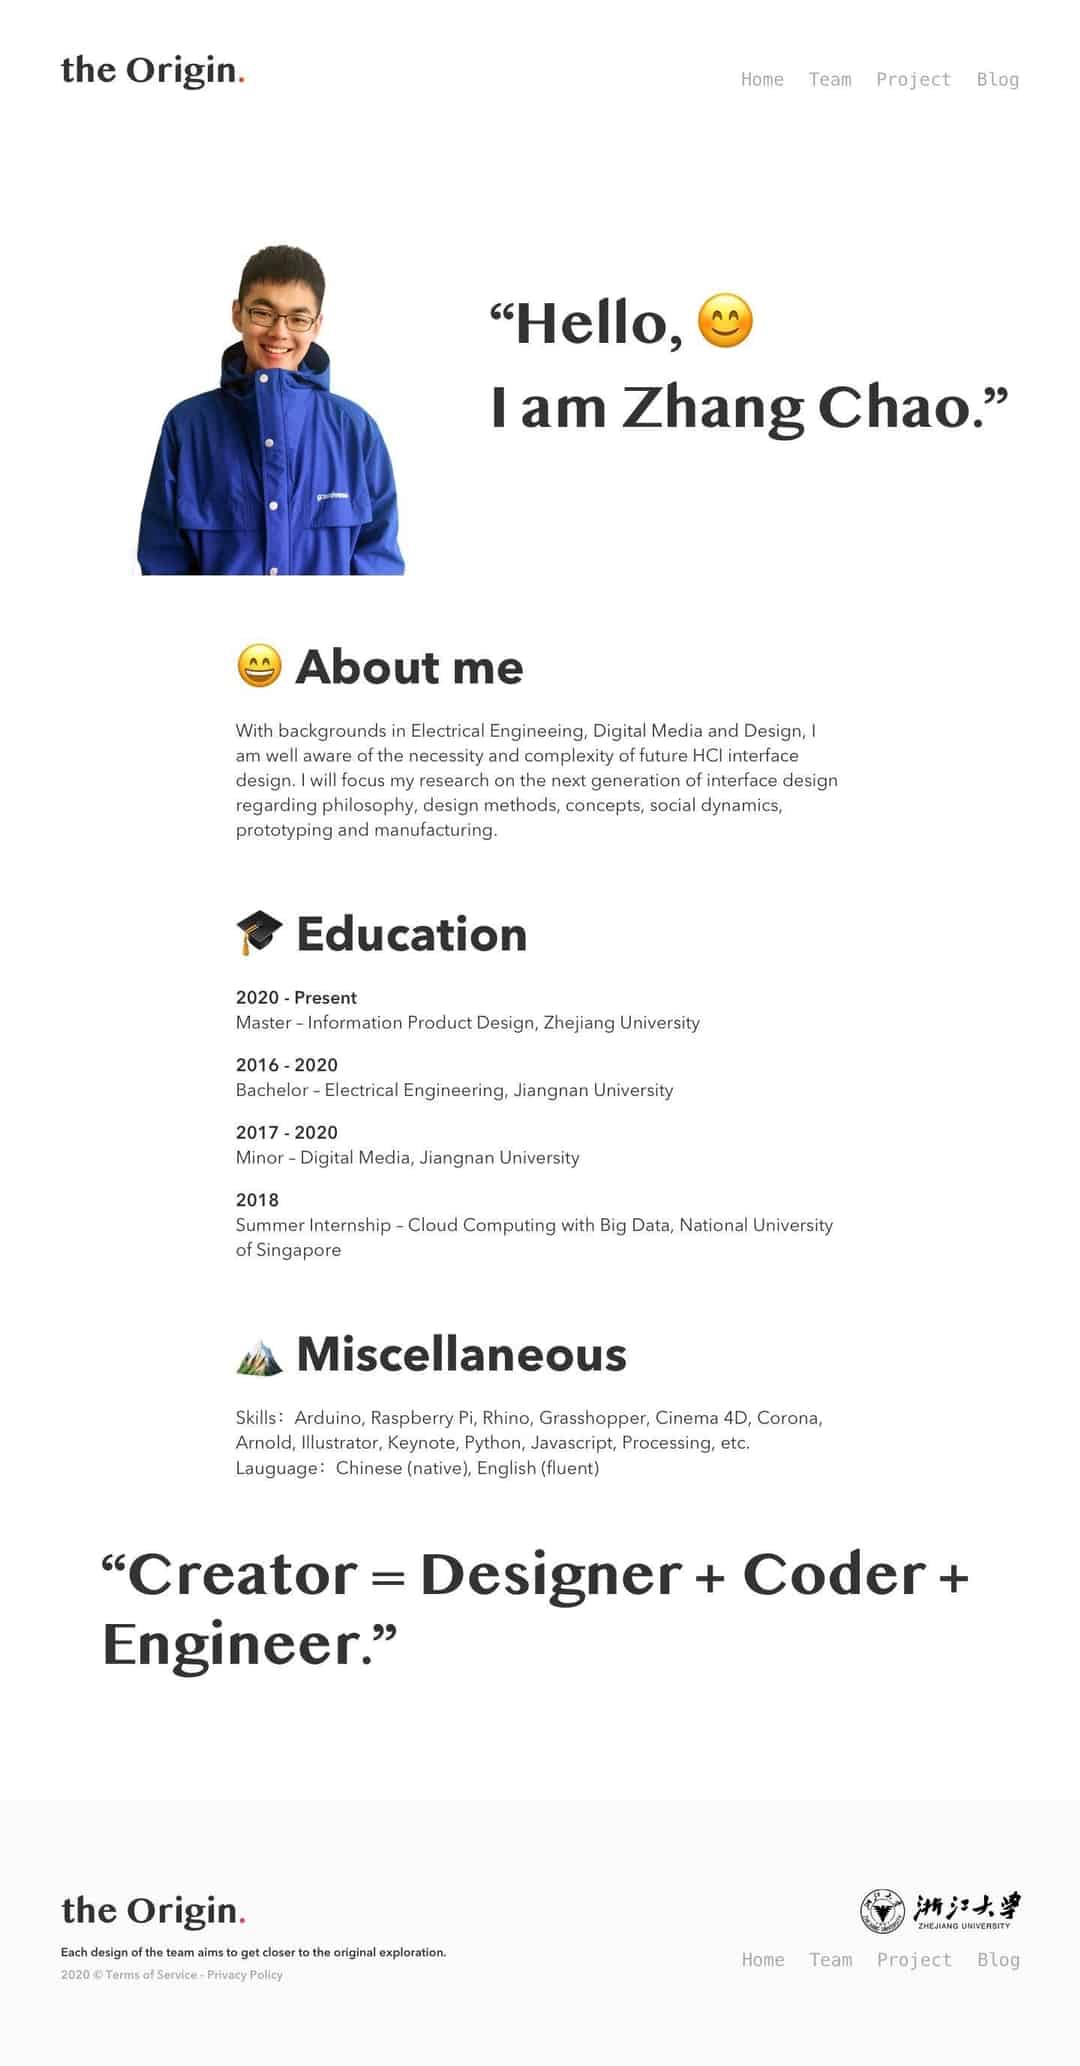 the Origin.
Home Team Project Blog
“Hello, 😊
I am Zhang Chao.”
😄 About me
With backgrounds in Electrical Engineeing, Digital Media and Design, I
am well aware of the necessity and complexity of future HCI interface
design. I will focus my research on the next generation of interface design
regarding philosophy, design methods, concepts, social dynamics,
prototyping and manufacturing.
🎓 Education
2020 - Present
Master – Information Product Design, Zhejiang University
2016 - 2020
Bachelor – Electrical Engineering, Jiangnan University
2017 - 2020
Minor – Digital Media, Jiangnan University
2018
Summer Internship – Cloud Computing with Big Data, National University
of Singapore
⛰️ Miscellaneous
Skills：Arduino, Raspberry Pi, Rhino, Grasshopper, Cinema 4D, Corona,
Arnold, Illustrator, Keynote, Python, Javascript, Processing, etc.
Lauguage：Chinese (native), English (fluent)
“Creator = Designer + Coder +
Engineer.”
the Origin.
Each design of the team aims to get closer to the original exploration.
2020 © Terms of Service - Privacy Policy
浙江大学
ZHEJIANG UNIVERSITY
Home Team Project Blog